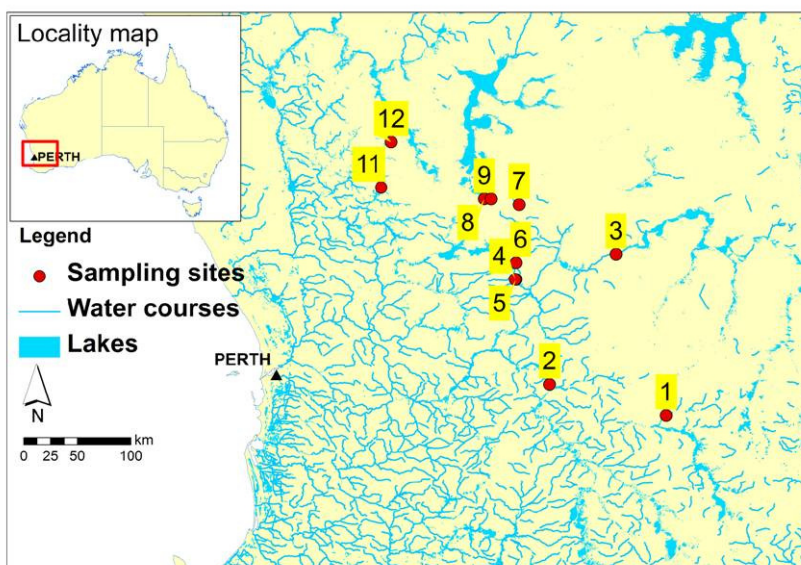 Locality map
PERTH
Legend
Sampling sites
Water courses
Lakes
N
0 25 50 100 km
PERTH
12
11
9
7
8
6
3
4
5
2
1